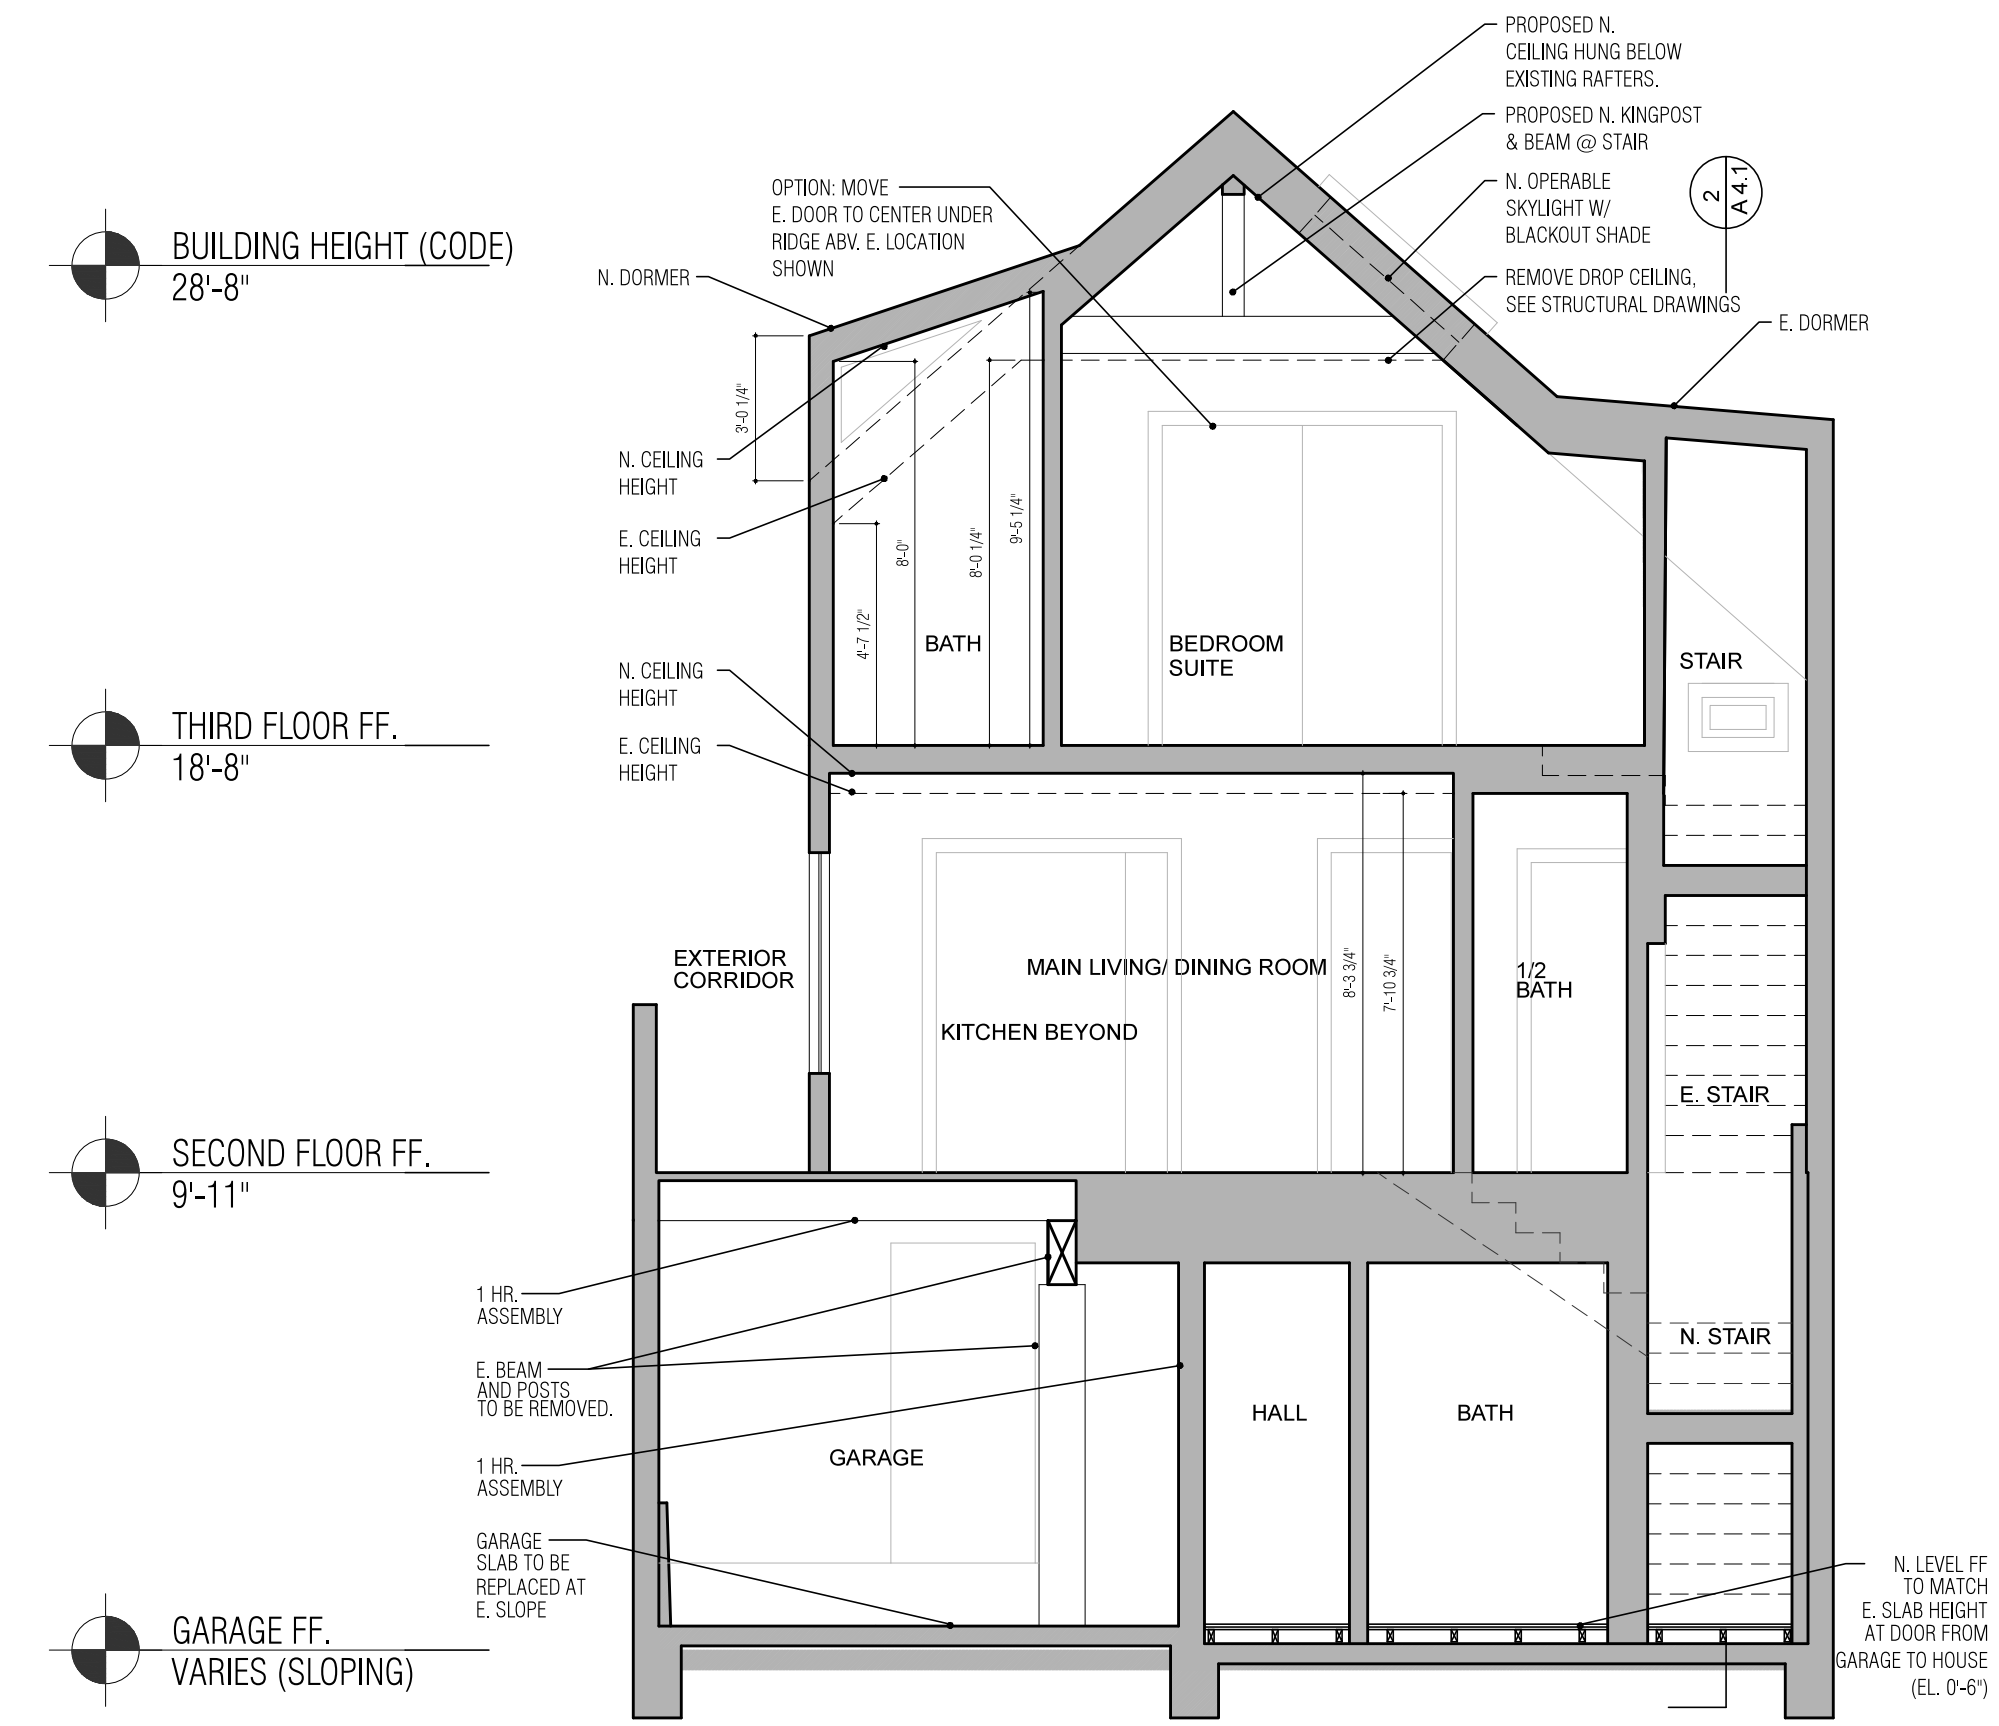 PROPOSED N.
CEILING HUNG BELOW
EXISTING RAFTERS.
PROPOSED N. KINGPOST
& BEAM @ STAIR
2
A 4.1
OPTION: MOVE
E. DOOR TO CENTER UNDER
RIDGE ABV. E. LOCATION
SHOWN
N. OPERABLE
SKYLIGHT W/
BLACKOUT SHADE
BUILDING HEIGHT (CODE)
28'-8"
N. DORMER
REMOVE DROP CEILING,
SEE STRUCTURAL DRAWINGS
E. DORMER
3'-0 1/4"
N. CEILING
HEIGHT
E. CEILING
HEIGHT
4'-7 1/2"
8'-0"
8'-0 1/4"
9'-5 1/4"
BATH
BEDROOM
SUITE
STAIR
N. CEILING
HEIGHT
THIRD FLOOR FF.
18'-8"
E. CEILING
HEIGHT
EXTERIOR
CORRIDOR
MAIN LIVING/ DINING ROOM
8'-3 3/4"
7'-10 3/4"
1/2
BATH
KITCHEN BEYOND
E. STAIR
SECOND FLOOR FF.
9'-11"
1 HR.
ASSEMBLY
N. STAIR
E. BEAM
AND POSTS
TO BE REMOVED.
HALL
BATH
GARAGE
1 HR.
ASSEMBLY
GARAGE
SLAB TO BE
REPLACED AT
E. SLOPE
N. LEVEL FF
TO MATCH
E. SLAB HEIGHT
AT DOOR FROM
GARAGE TO HOUSE
(EL. 0'-6")
GARAGE FF.
VARIES (SLOPING)